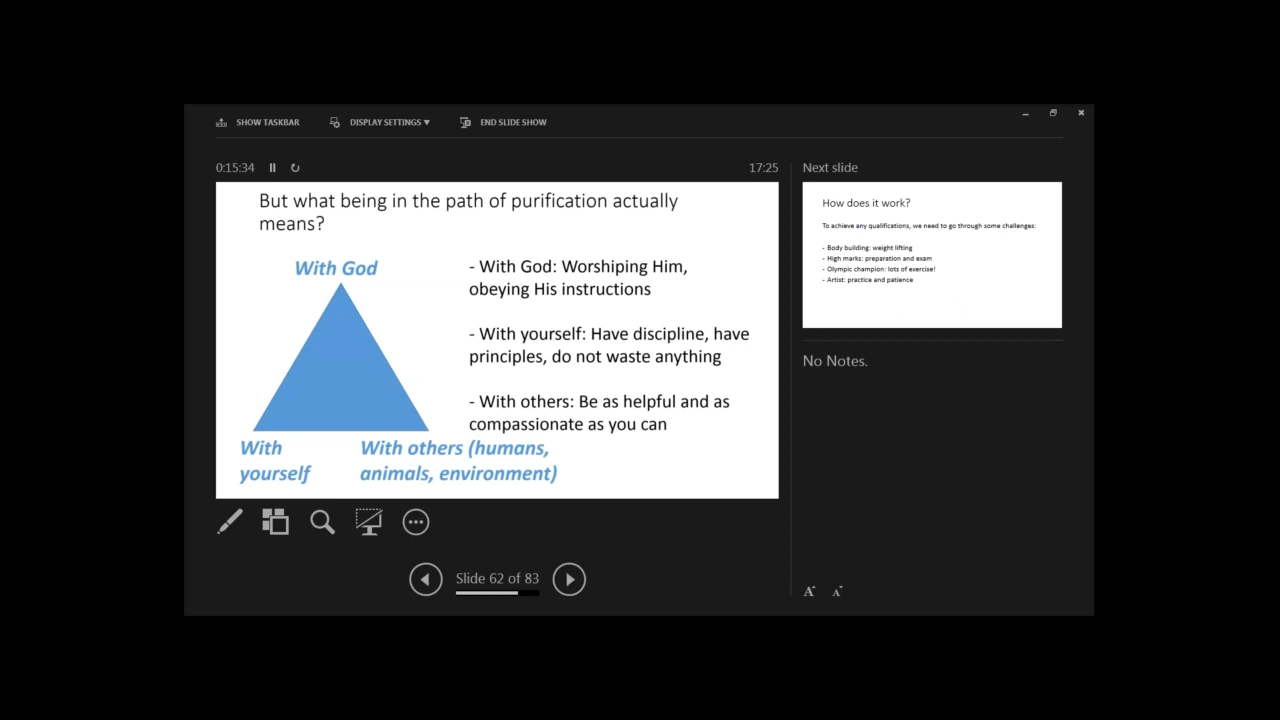 SHOW TASKBAR
DISPLAY SETTINGS ▾
END SLIDE SHOW
0:15:34
17:25
Next slide
But what being in the path of purification actually
means?
With God
- With God: Worshiping Him,
obeying His instructions
- With yourself: Have discipline, have
principles, do not waste anything
- With others: Be as helpful and as
compassionate as you can
With
yourself
With others (humans,
animals, environment)
How does it work?
To achieve any qualifications, we need to go through some challenges:
- Body building: weight lifting
- High marks: preparation and exam
- Olympic champion: lots of exercise!
- Artist: practice and patience
No Notes.
Slide 62 of 83
A A